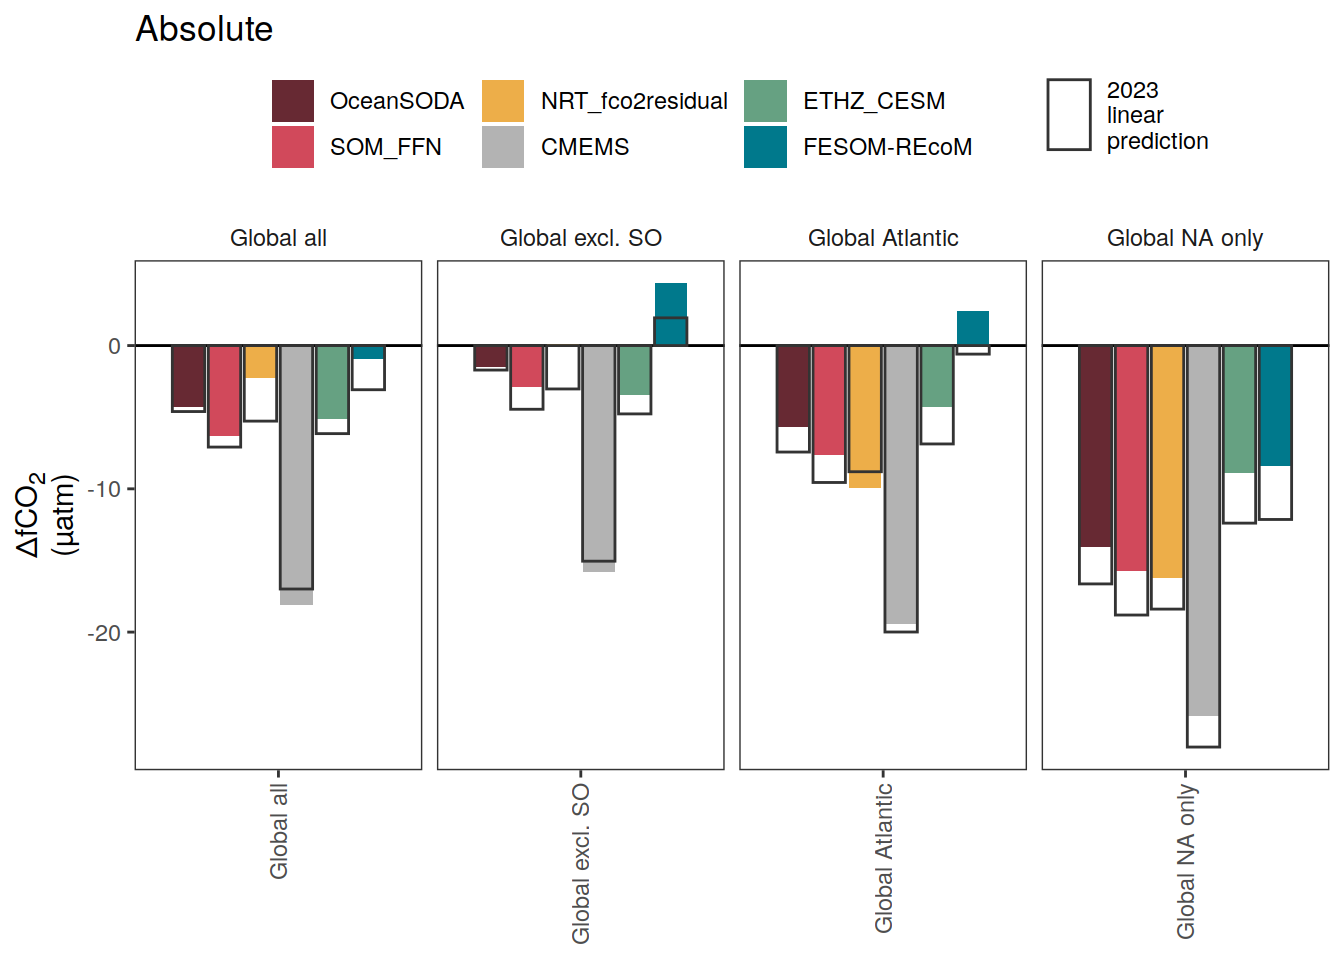 Absolute
OceanSODA
NRT_fco2residual
ETHZ_CESM
SOM_FFN
CMEMS
FESOM-REcoM
2023
linear
prediction
Global all
Global excl. SO
Global Atlantic
Global NA only
0
-10
-20
ΔfCO₂
(µatm)
Global all
Global excl. SO
Global Atlantic
Global NA only